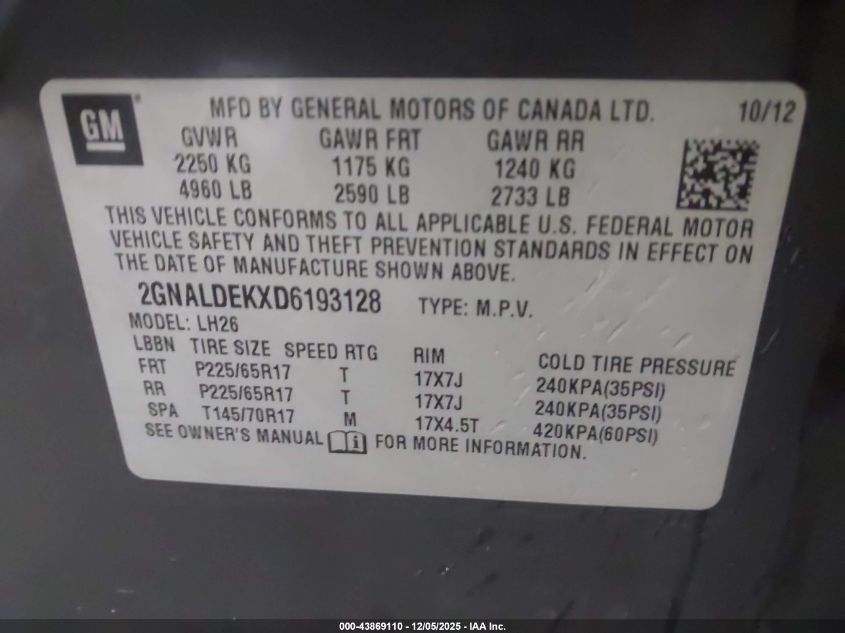 GM MFD BY GENERAL MOTORS OF CANADA LTD. 10/12
GVWR GAWR FRT GAWR RR
2250 KG 1175 KG 1240 KG
4960 LB 2590 LB 2733 LB
THIS VEHICLE CONFORMS TO ALL APPLICABLE U.S. FEDERAL MOTOR
VEHICLE SAFETY AND THEFT PREVENTION STANDARDS IN EFFECT ON
THE DATE OF MANUFACTURE SHOWN ABOVE.
2GNALDEKXD6193128 TYPE: M.P.V.
MODEL: LH26
LBBN TIRE SIZE SPEED RTG RIM COLD TIRE PRESSURE
FRT P225/65R17 T 17X7J 240KPA(35PSI)
RR P225/65R17 T 17X7J 240KPA(35PSI)
SPA T145/70R17 M 17X4.5T 420KPA(60PSI)
SEE OWNER'S MANUAL i FOR MORE INFORMATION.
000-43869110 - 12/05/2025 - IAA Inc.